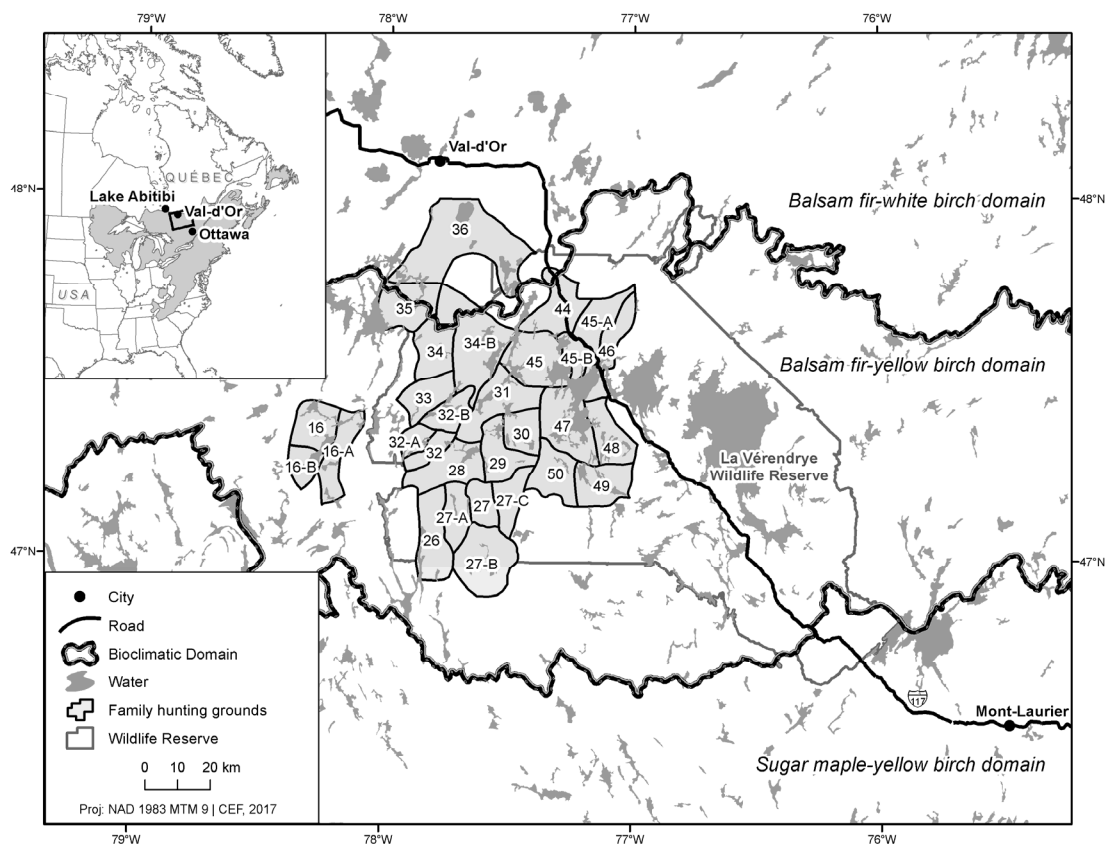 79°W
78°W
77°W
76°W
48°N
48°N
47°N
47°N
QUÉBEC
Lake Abitibi
Val-d'Or
Ottawa
USA
Val-d'Or
Balsam fir-white birch domain
Balsam fir-yellow birch domain
36
35
44
45-A
34
34-B
45
45-B
46
33
31
32-B
16
32-A
30
47
16-A
32
48
16-B
28
29
50
49
27-A
27
27-C
26
27-B
La Vérendrye
Wildlife Reserve
117
Mont-Laurier
Sugar maple-yellow birch domain
City
Road
Bioclimatic Domain
Water
Family hunting grounds
Wildlife Reserve
0 10 20 km
Proj: NAD 1983 MTM 9 | CEF, 2017
79°W
78°W
77°W
76°W